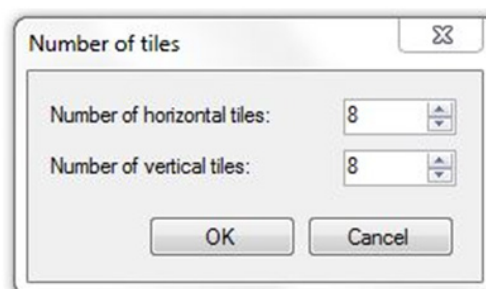 Number of tiles
Number of horizontal tiles: 8
Number of vertical tiles: 8
OK Cancel